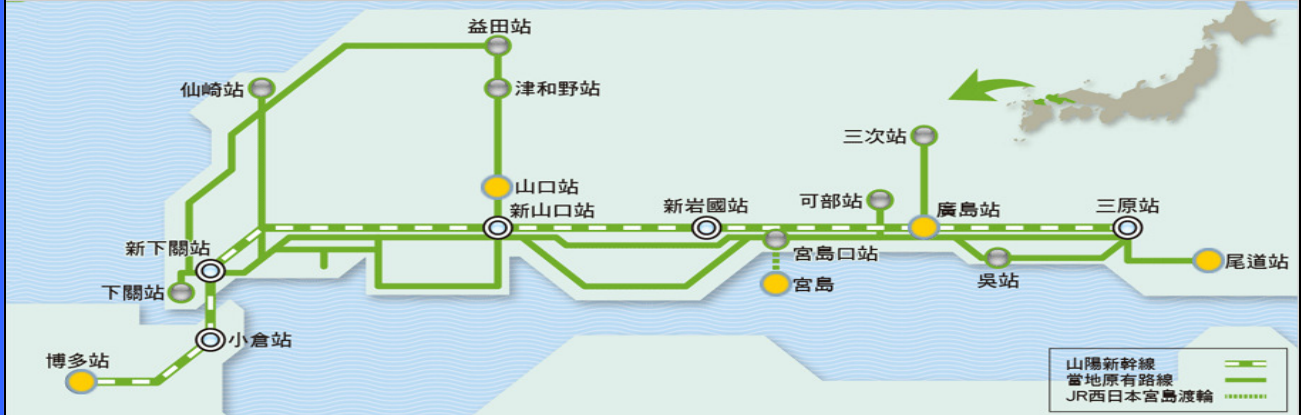 益田站
仙崎站
津和野站
三次站
山口站
可部站
新山口站
新岩國站
廣島站
三原站
新下關站
宮島口站
下關站
宮島
吳站
尾道站
小倉站
博多站
山陽新幹線
當地原有路線
JR西日本宮島渡輪